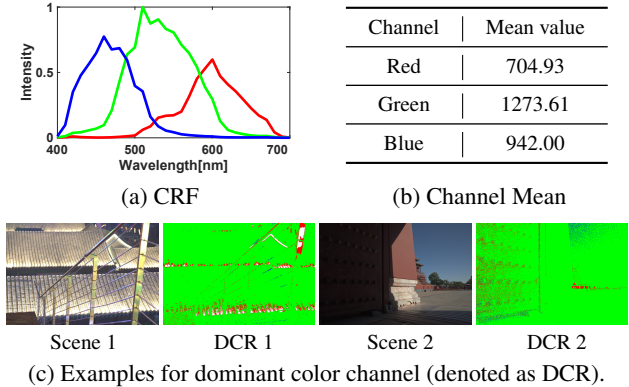 Intensity
1
0.5
0
400
500
600
700
Wavelength[nm]
(a) CRF
Channel Mean value
Red 704.93
Green 1273.61
Blue 942.00
(b) Channel Mean
Scene 1 DCR 1 Scene 2 DCR 2
(c) Examples for dominant color channel (denoted as DCR).